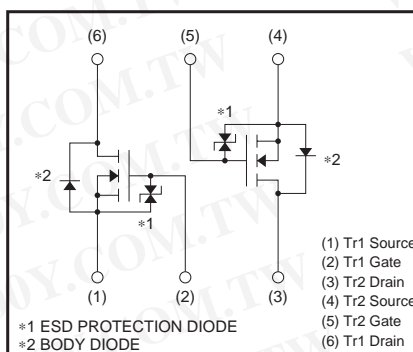 (6) (5) (4)
*1
*2 *2
*1
(1) (2) (3)
(1) Tr1 Source
(2) Tr1 Gate
(3) Tr2 Drain
(4) Tr2 Source
(5) Tr2 Gate
(6) Tr1 Drain
*1 ESD PROTECTION DIODE
*2 BODY DIODE